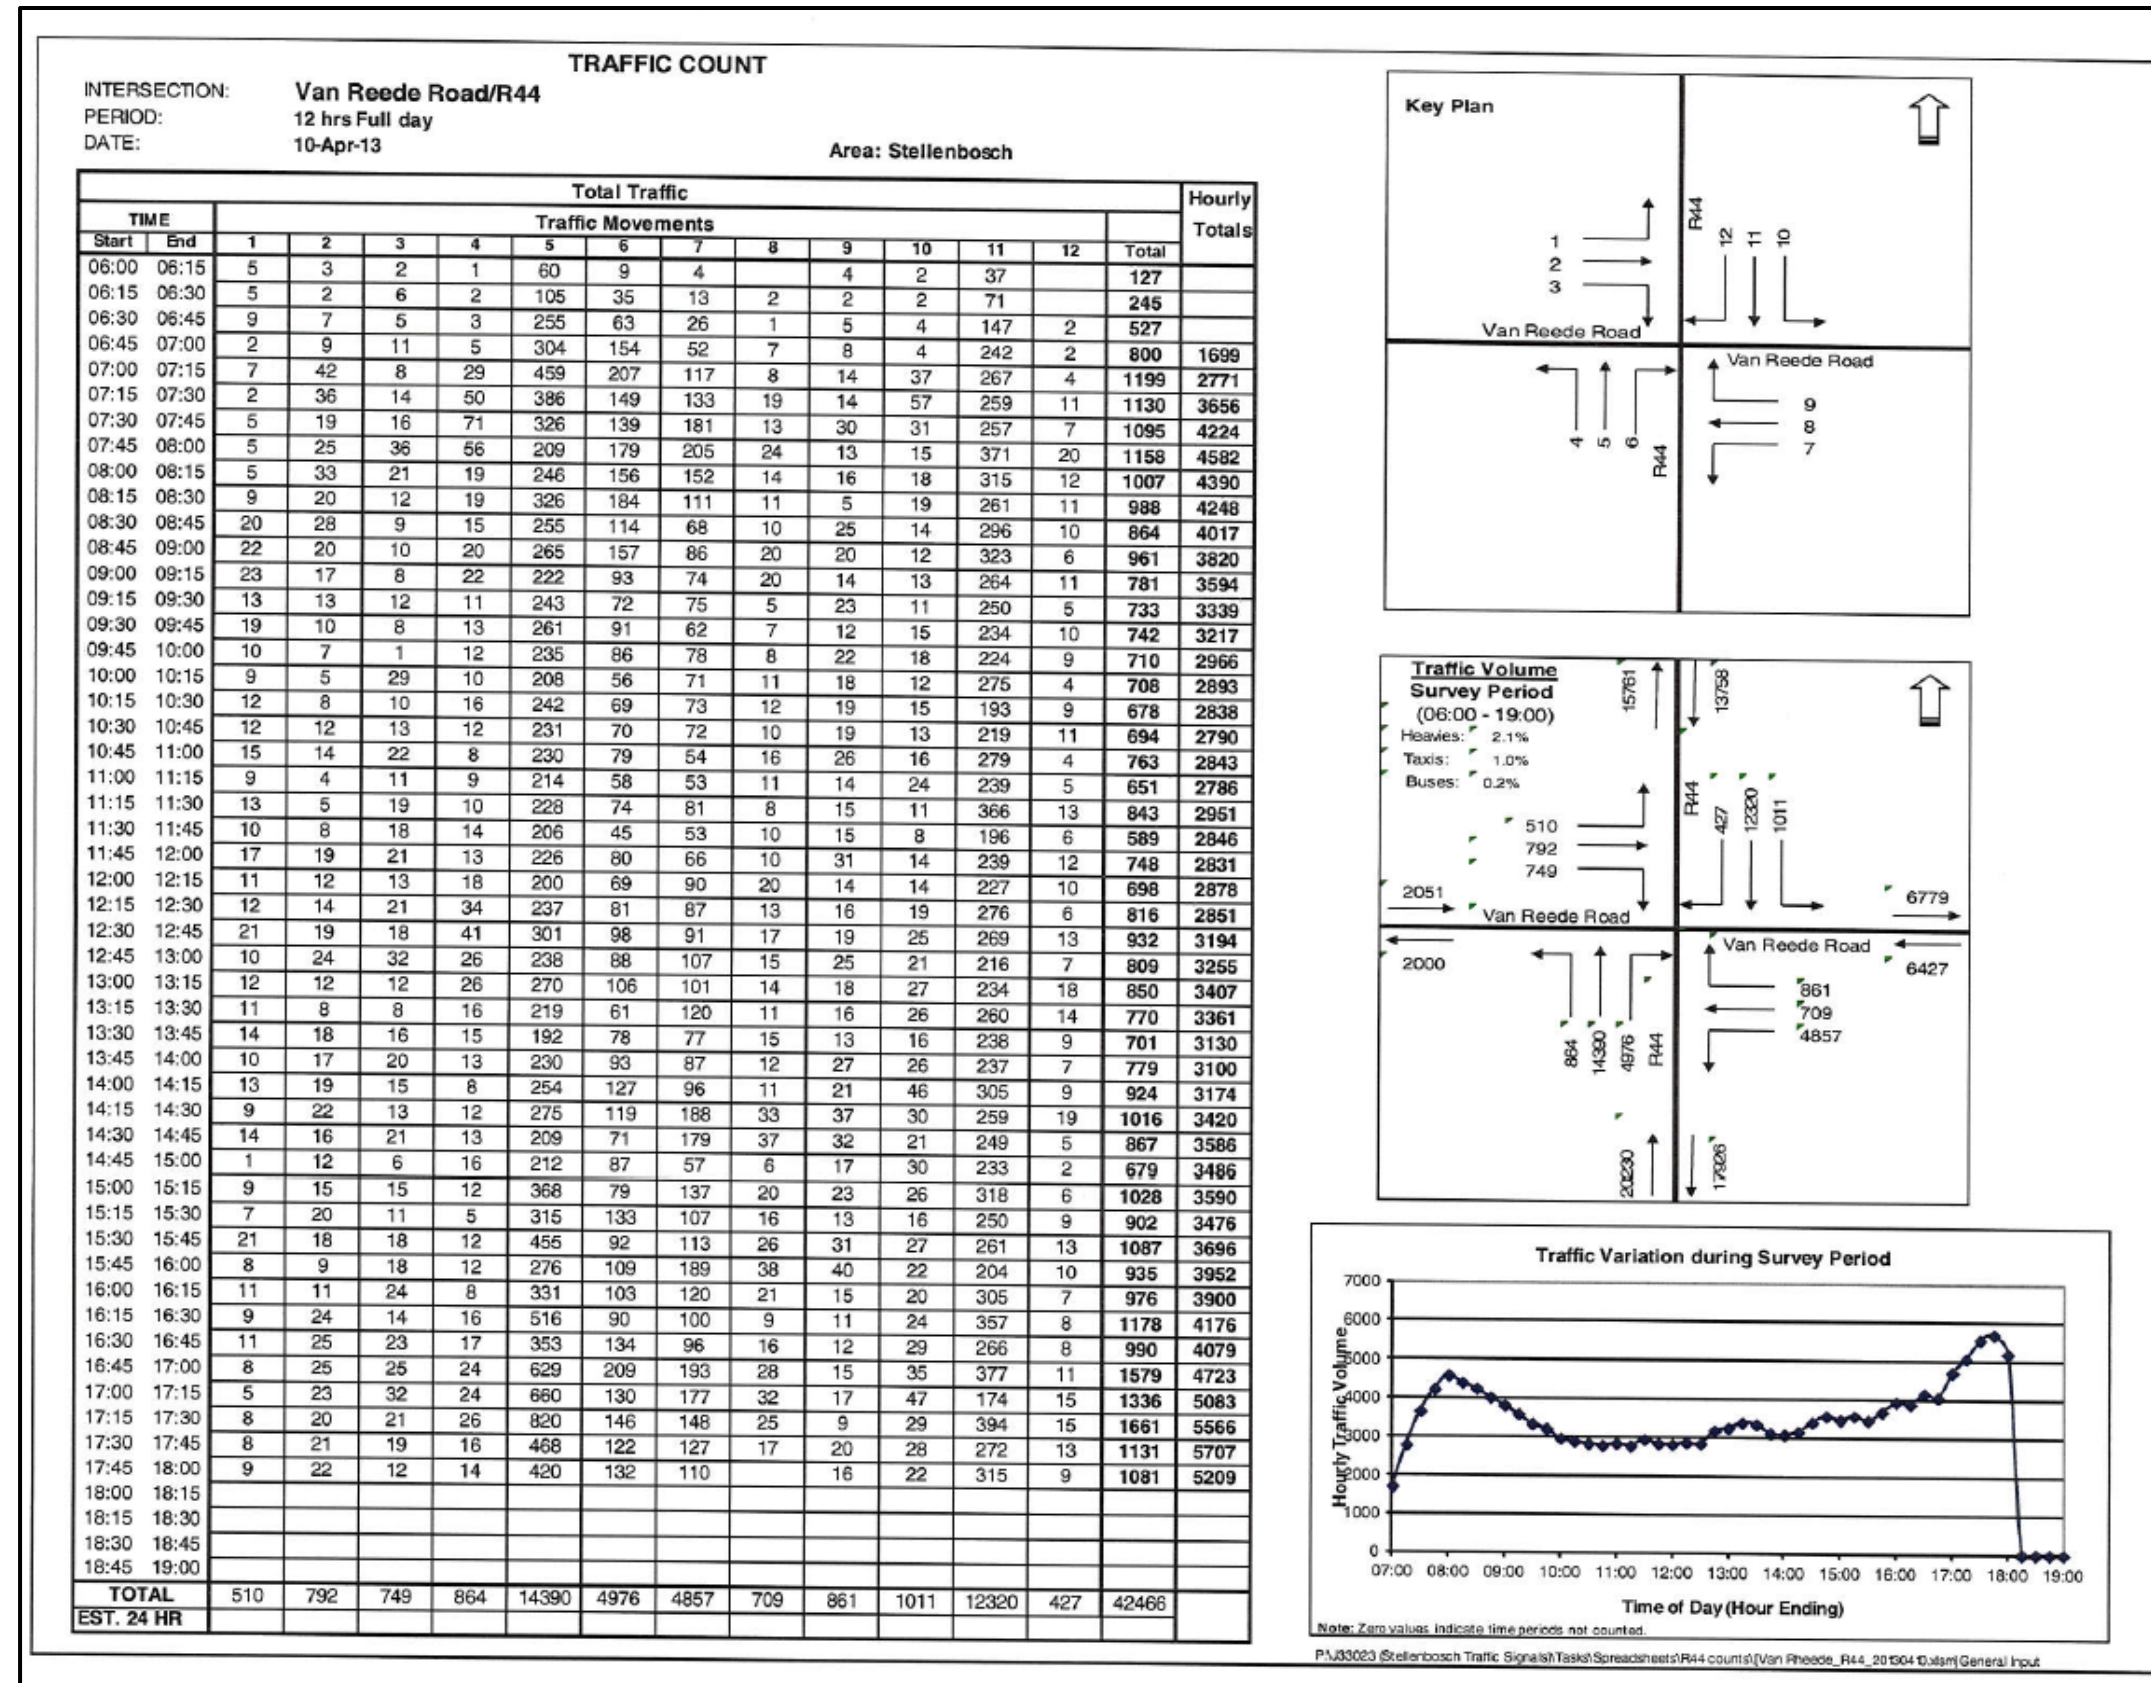 TRAFFIC COUNT
INTERSECTION: Van Reede Road/R44
PERIOD: 12 hrs Full day
DATE: 10-Apr-13
Area: Stellenbosch
Total Traffic Hourly
TIME Traffic Movements Totals
Start End 1 2 3 4 5 6 7 8 9 10 11 12 Total
06:00 06:15 5 3 2 1 60 9 4 4 2 37 127
06:15 06:30 5 2 6 2 105 35 13 2 2 2 71 245
06:30 06:45 9 7 5 3 255 63 26 1 5 4 147 2 527
06:45 07:00 2 9 11 5 304 154 52 7 8 4 242 2 800 1699
07:00 07:15 7 42 8 29 459 207 117 8 14 37 267 4 1199 2771
07:15 07:30 2 36 14 50 386 149 133 19 14 57 259 11 1130 3656
07:30 07:45 5 19 16 71 326 139 181 13 30 31 257 7 1095 4224
07:45 08:00 5 25 36 56 209 179 205 24 13 15 371 20 1158 4582
08:00 08:15 5 33 21 19 246 156 152 14 16 18 315 12 1007 4390
08:15 08:30 9 20 12 19 326 184 111 11 5 19 261 11 988 4248
08:30 08:45 20 28 9 15 255 114 68 10 25 14 296 10 864 4017
08:45 09:00 22 20 10 20 265 157 86 20 20 12 323 6 961 3820
09:00 09:15 23 17 8 22 222 93 74 20 14 13 264 11 781 3594
09:15 09:30 13 13 12 11 243 72 75 5 23 11 250 5 733 3339
09:30 09:45 19 10 8 13 261 91 62 7 12 15 234 10 742 3217
09:45 10:00 10 7 1 12 235 86 78 8 22 18 224 9 710 2966
10:00 10:15 9 5 29 10 208 56 71 11 18 12 275 4 708 2893
10:15 10:30 12 8 10 16 242 69 73 12 19 15 193 9 678 2838
10:30 10:45 12 12 13 12 231 70 72 10 19 13 219 11 694 2790
10:45 11:00 15 14 22 8 230 79 54 16 26 16 279 4 763 2843
11:00 11:15 9 4 11 9 214 58 53 11 14 24 239 5 651 2786
11:15 11:30 13 5 19 10 228 74 81 8 15 11 366 13 843 2951
11:30 11:45 10 8 18 14 206 45 53 10 15 8 196 6 589 2846
11:45 12:00 17 19 21 13 226 80 66 10 31 14 239 12 748 2831
12:00 12:15 11 12 13 18 200 69 90 20 14 14 227 10 698 2878
12:15 12:30 12 14 21 34 237 81 87 13 16 19 276 6 816 2851
12:30 12:45 21 19 18 41 301 98 91 17 19 25 269 13 932 3194
12:45 13:00 10 24 32 26 238 88 107 15 25 21 216 7 809 3255
13:00 13:15 12 12 12 26 270 106 101 14 18 27 234 18 850 3407
13:15 13:30 11 8 8 16 219 61 120 11 16 26 260 14 770 3361
13:30 13:45 14 18 16 15 192 78 77 15 13 16 238 9 701 3130
13:45 14:00 10 17 20 13 230 93 87 12 27 26 237 7 779 3100
14:00 14:15 13 19 15 8 254 127 96 11 21 46 305 9 924 3174
14:15 14:30 9 22 13 12 275 119 188 33 37 30 259 19 1016 3420
14:30 14:45 14 16 21 13 209 71 179 37 32 21 249 5 867 3586
14:45 15:00 1 12 6 16 212 87 57 6 17 30 233 2 679 3486
15:00 15:15 9 15 15 12 368 79 137 20 23 26 318 6 1028 3590
15:15 15:30 7 20 11 5 315 133 107 16 13 16 250 9 902 3476
15:30 15:45 21 18 18 12 455 92 113 26 31 27 261 13 1087 3696
15:45 16:00 8 9 18 12 276 109 189 38 40 22 204 10 935 3952
16:00 16:15 11 11 24 8 331 103 120 21 15 20 305 7 976 3900
16:15 16:30 9 24 14 16 516 90 100 9 11 24 357 8 1178 4176
16:30 16:45 11 25 23 17 353 134 96 16 12 29 266 8 990 4079
16:45 17:00 8 25 25 24 629 209 193 28 15 35 377 11 1579 4723
17:00 17:15 5 23 32 24 660 130 177 32 17 47 174 15 1336 5083
17:15 17:30 8 20 21 26 820 146 148 25 9 29 394 15 1661 5566
17:30 17:45 8 21 19 16 468 122 127 17 20 28 272 13 1131 5707
17:45 18:00 9 22 12 14 420 132 110 16 22 315 9 1081 5209
18:00 18:15
18:15 18:30
18:30 18:45
18:45 19:00
TOTAL 510 792 749 864 14390 4976 4857 709 861 1011 12320 427 42466
EST. 24 HR
Key Plan
R44
12 11 10
1
2
3
Van Reede Road
Van Reede Road
9
8
7
4 5 6 R44
Traffic Volume
Survey Period
(06:00 - 19:00)
Heavies: 2.1%
Taxis: 1.0%
Buses: 0.2%
15761 13758
R44
427 12320 1011
510
792
749
2051
Van Reede Road
6779
2000
Van Reede Road
6427
861
709
4857
864 14390 4976 R44
20230 17926
Traffic Variation during Survey Period
Hourly Traffic Volume
7000
6000
5000
4000
3000
2000
1000
0
07:00 08:00 09:00 10:00 11:00 12:00 13:00 14:00 15:00 16:00 17:00 18:00 19:00
Time of Day (Hour Ending)
Note: Zero values indicate time periods not counted.
P:\J33023 (Stellenbosch Traffic Signals)\Tasks\Spreadsheets\R44 counts\[Van Rheede_R44_20130410.xlsm]General Input